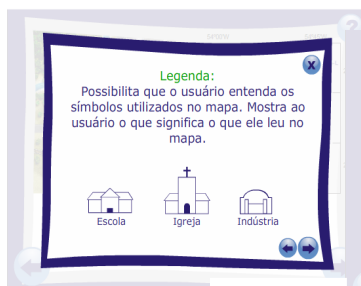 Legenda:
Possibilita que o usuário entenda os
símbolos utilizados no mapa. Mostra ao
usuário o que significa o que ele leu no
mapa.
Escola Igreja Indústria